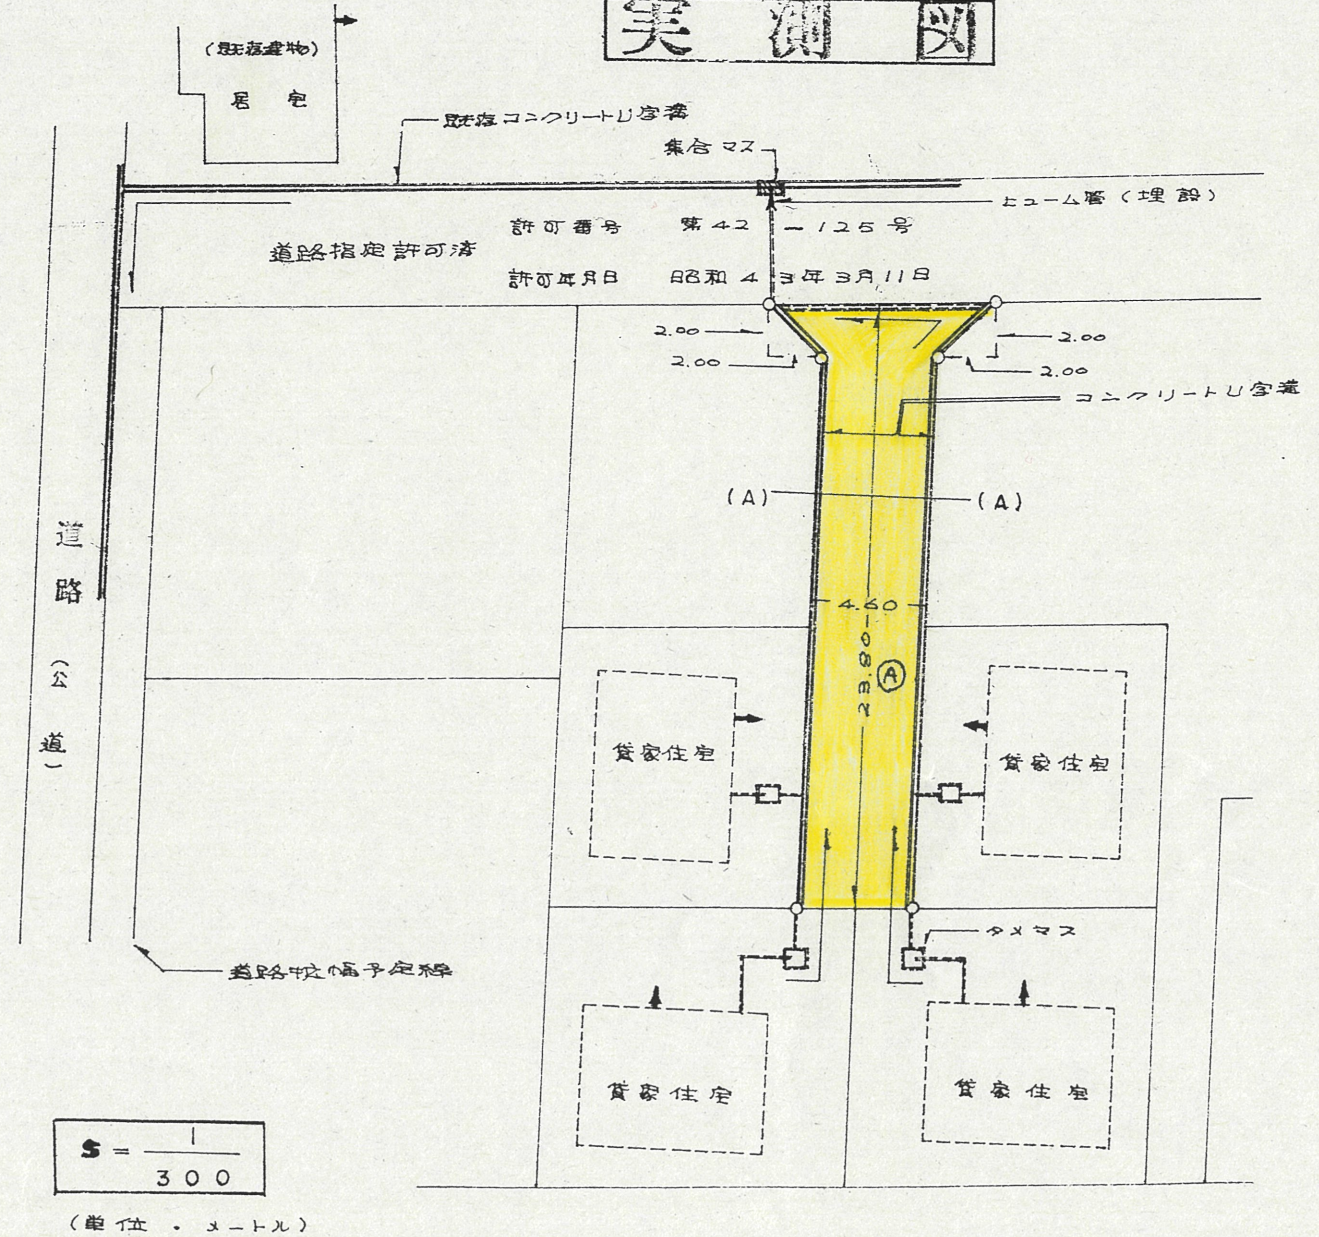 実測図
(既存建物)
居宅
既存コンクリートU字溝
集合マス
ヒューム管(埋設)
許可番号 第42-125号
道路指定許可済
許可年月日 昭和43年3月11日
2.00
2.00
2.00
2.00
コンクリートU字溝
(A)
(A)
道路(公道)
4.60
23.80
A
貸家住宅
貸家住宅
タメマス
道路拡幅予定線
貸家住宅
貸家住宅
S=1/300
(単位・メートル)